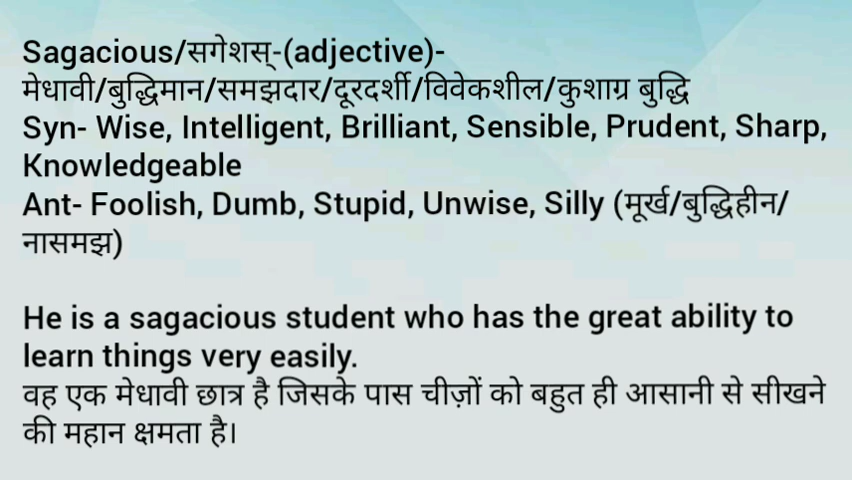 Sagacious/सगेशस्-(adjective)-
मेधावी/बुद्धिमान/समझदार/दूरदर्शी/विवेकशील/कुशाग्र बुद्धि
Syn- Wise, Intelligent, Brilliant, Sensible, Prudent, Sharp,
Knowledgeable
Ant- Foolish, Dumb, Stupid, Unwise, Silly (मूर्ख/बुद्धिहीन/
नासमझ)
He is a sagacious student who has the great ability to
learn things very easily.
वह एक मेधावी छात्र है जिसके पास चीज़ों को बहुत ही आसानी से सीखने
की महान क्षमता है।